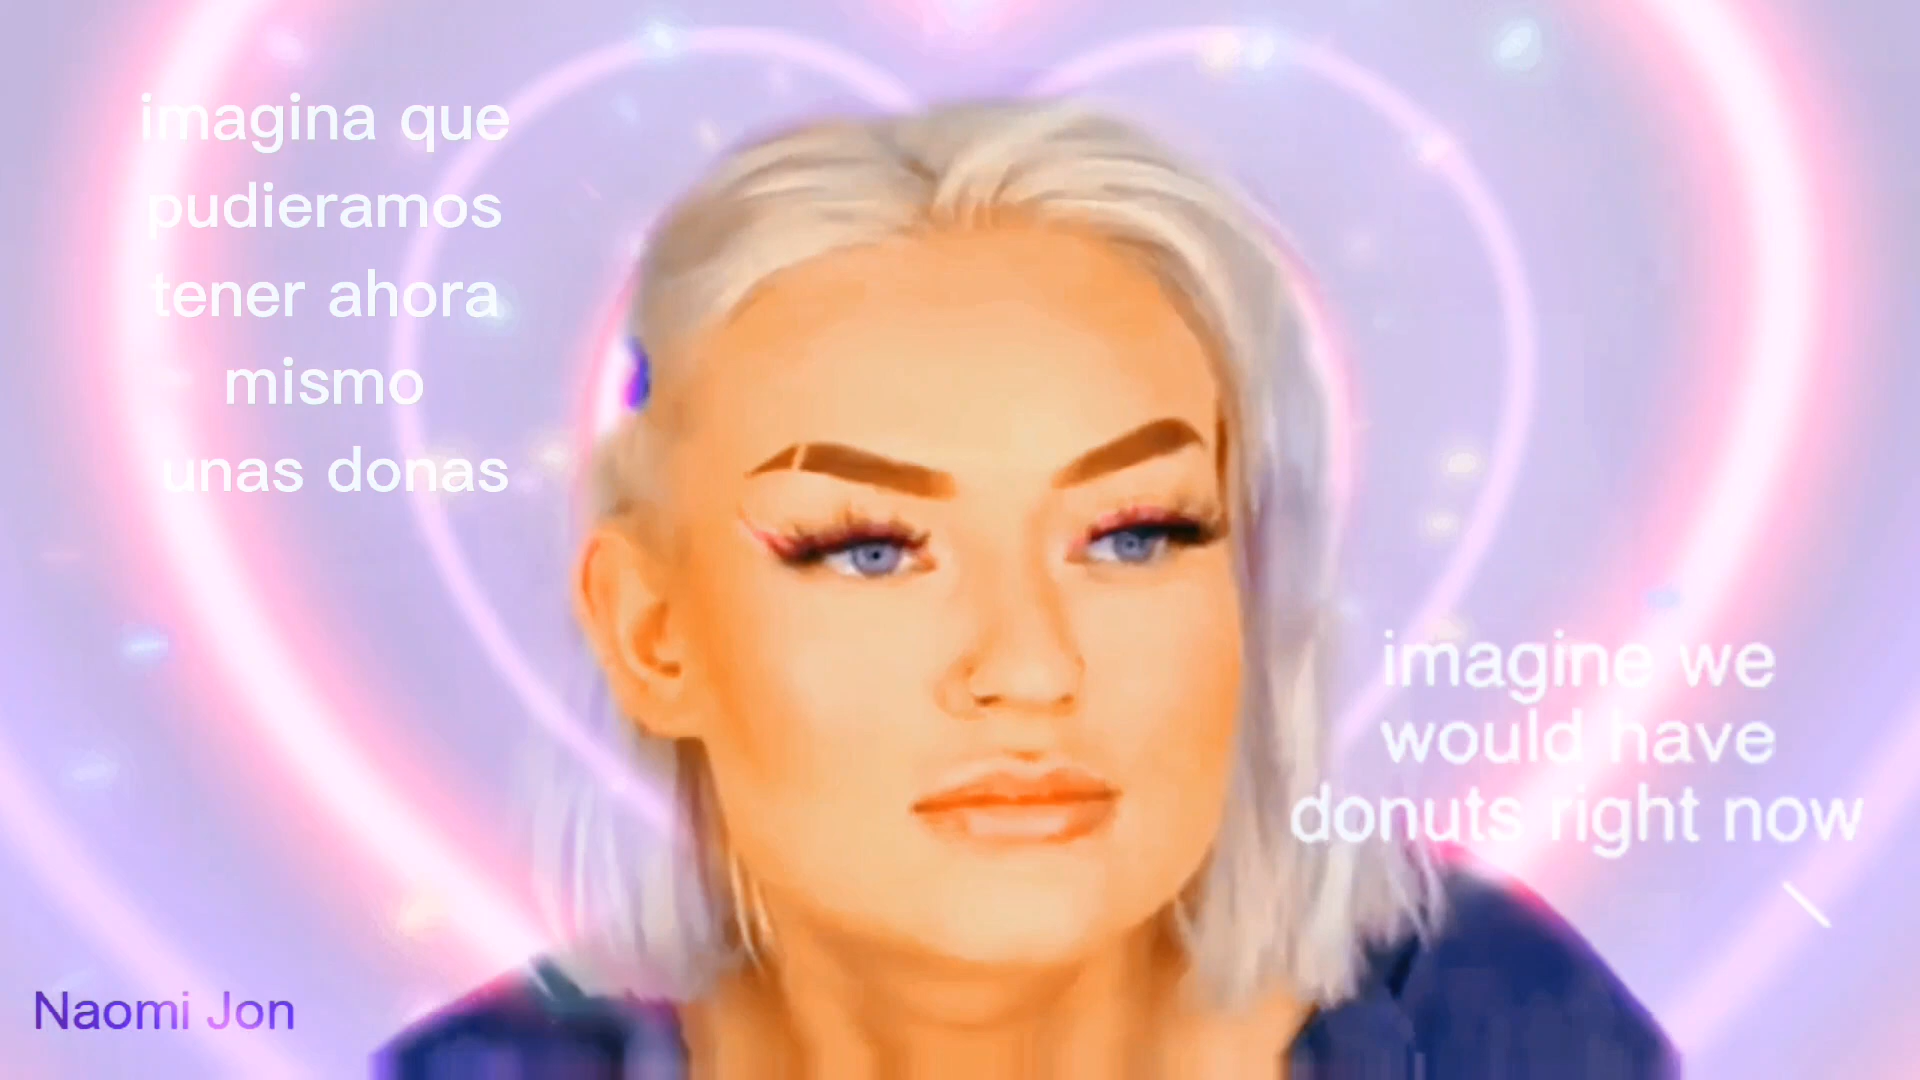 imagina que
pudieramos
tener ahora
mismo
unas donas
imagine we
would have
donuts right now
Naomi Jon